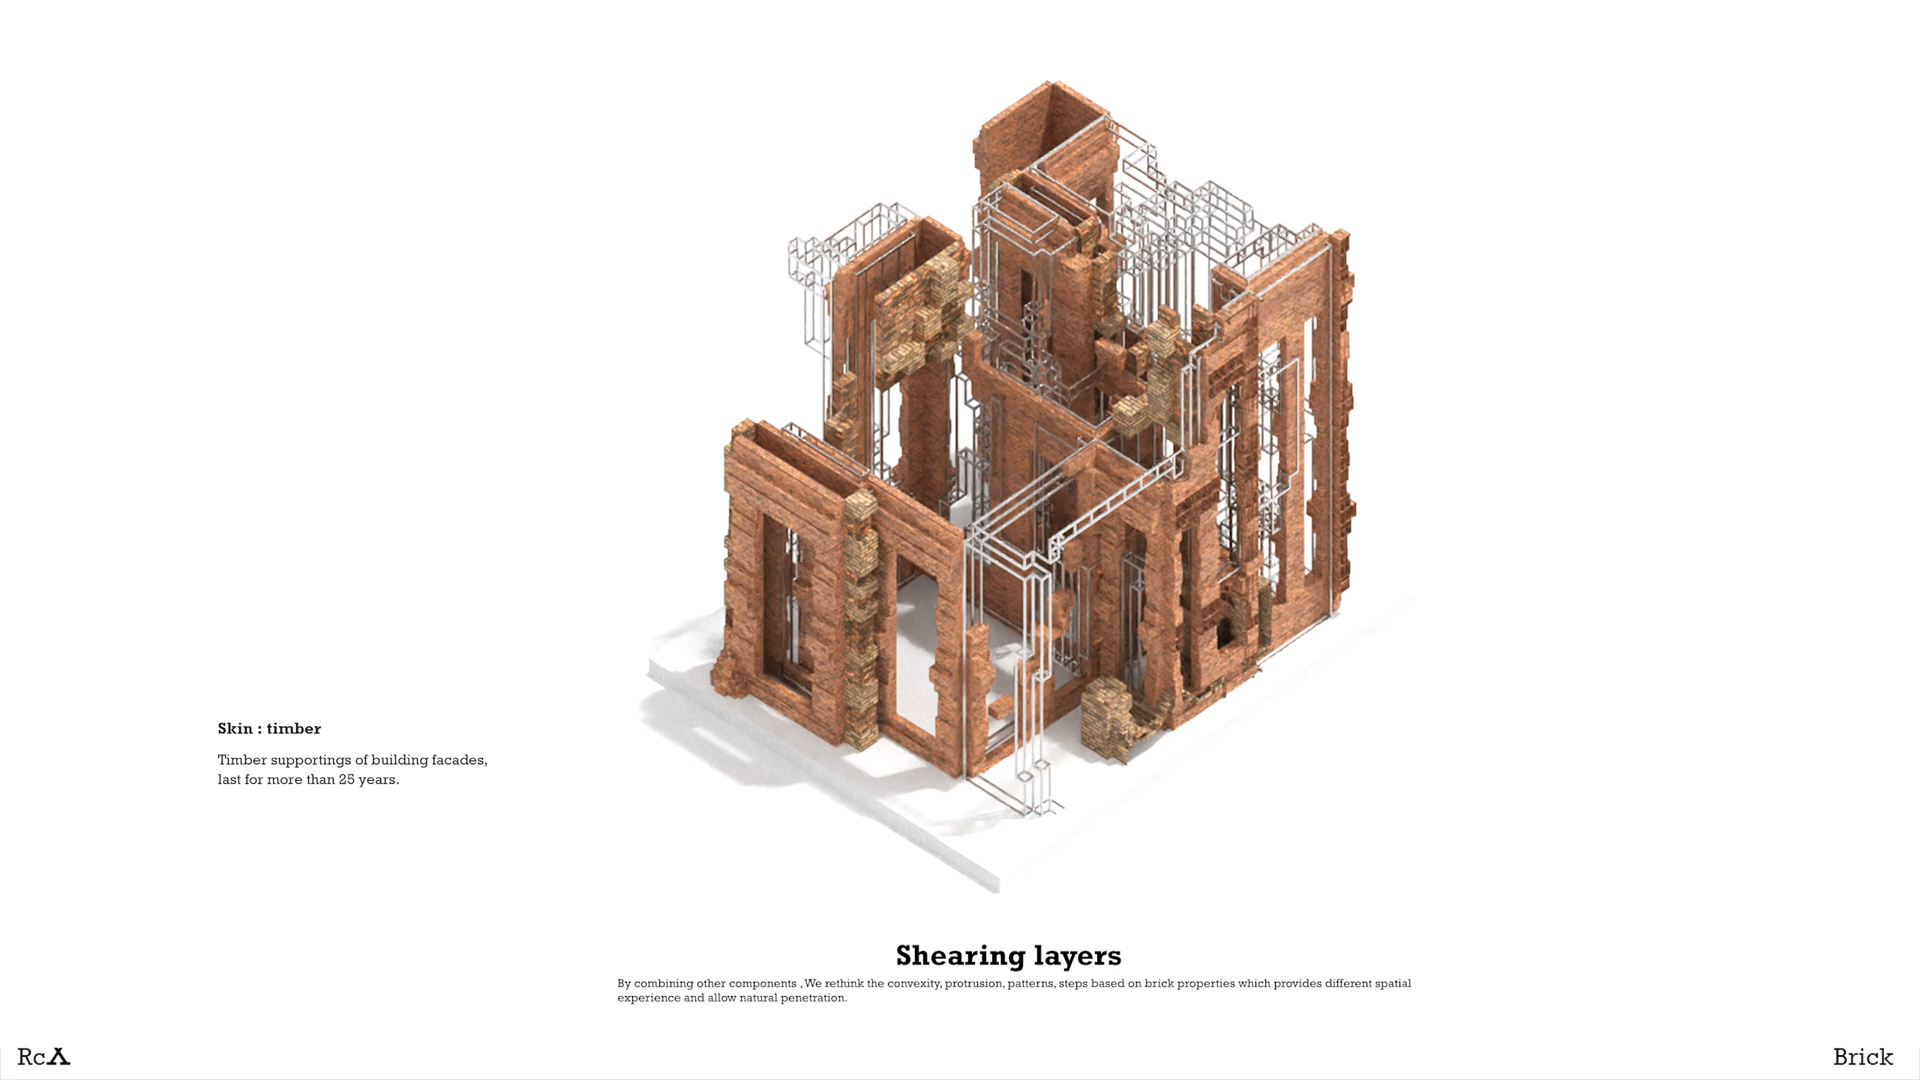 Skin : timber
Timber supportings of building facades,
last for more than 25 years.
Shearing layers
By combining other components , We rethink the convexity, protrusion, patterns, steps based on brick properties which provides different spatial
experience and allow natural penetration.
RcX
Brick